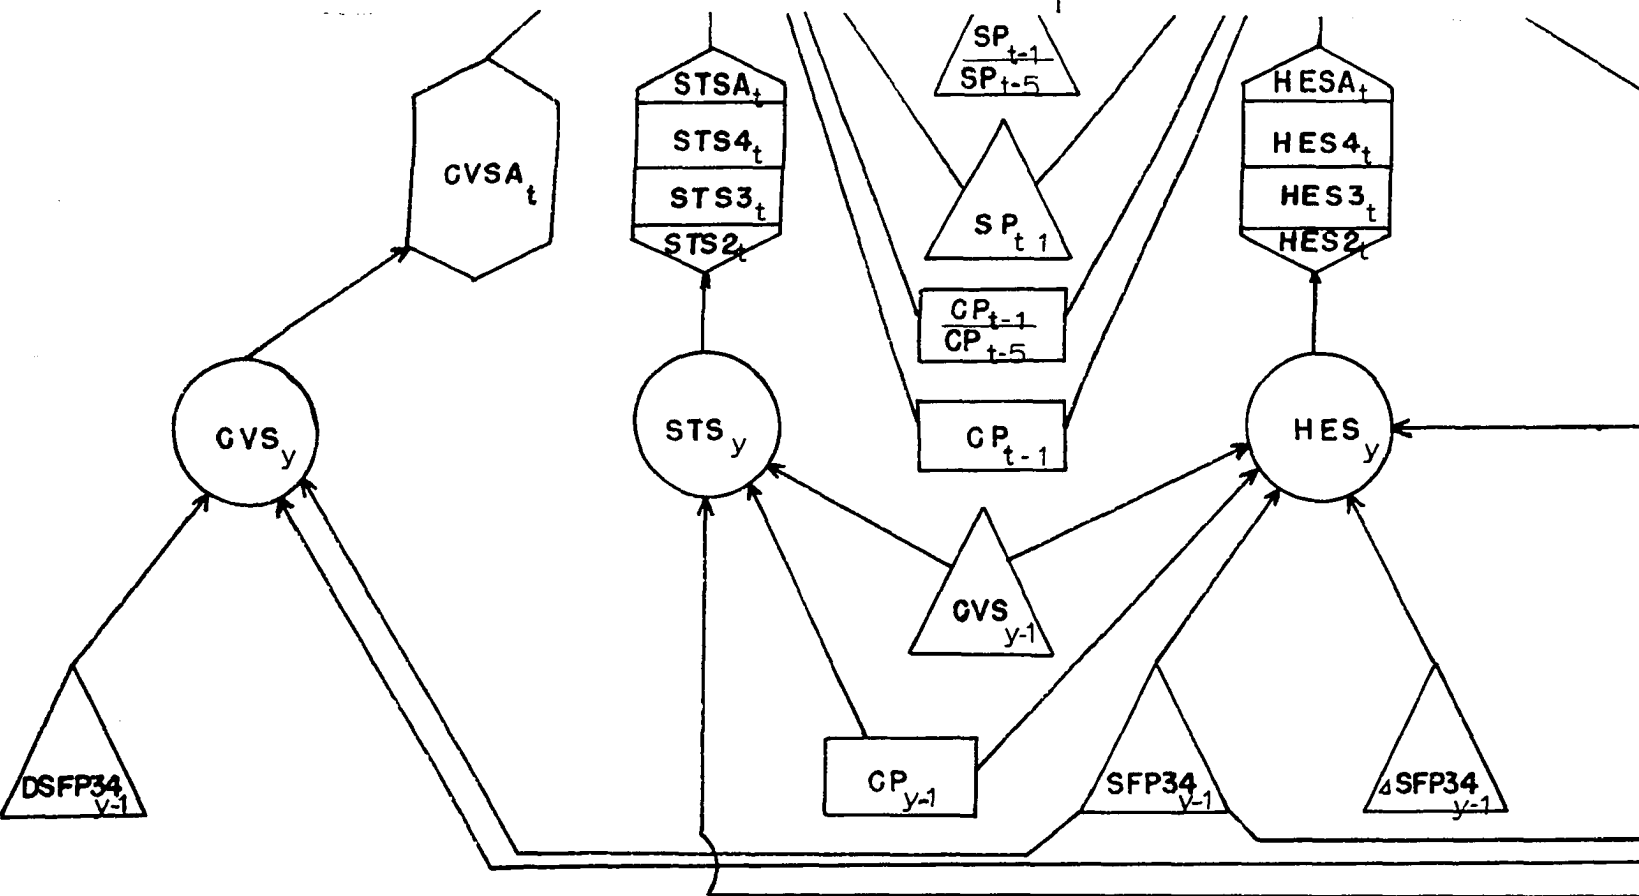 SP t-1
SP t-5
STSA t
HESA t
STS4 t
HES4 t
CVSA t
STS3 t
HES3 t
SP t 1
STS2 t
HES2 t
CP t-1
CP t-5
CVS y
STS y
CP t-1
HES y
CVS y-1
DSFP34 y-1
CP y-1
SFP34 y-1
ΔSFP34 y-1